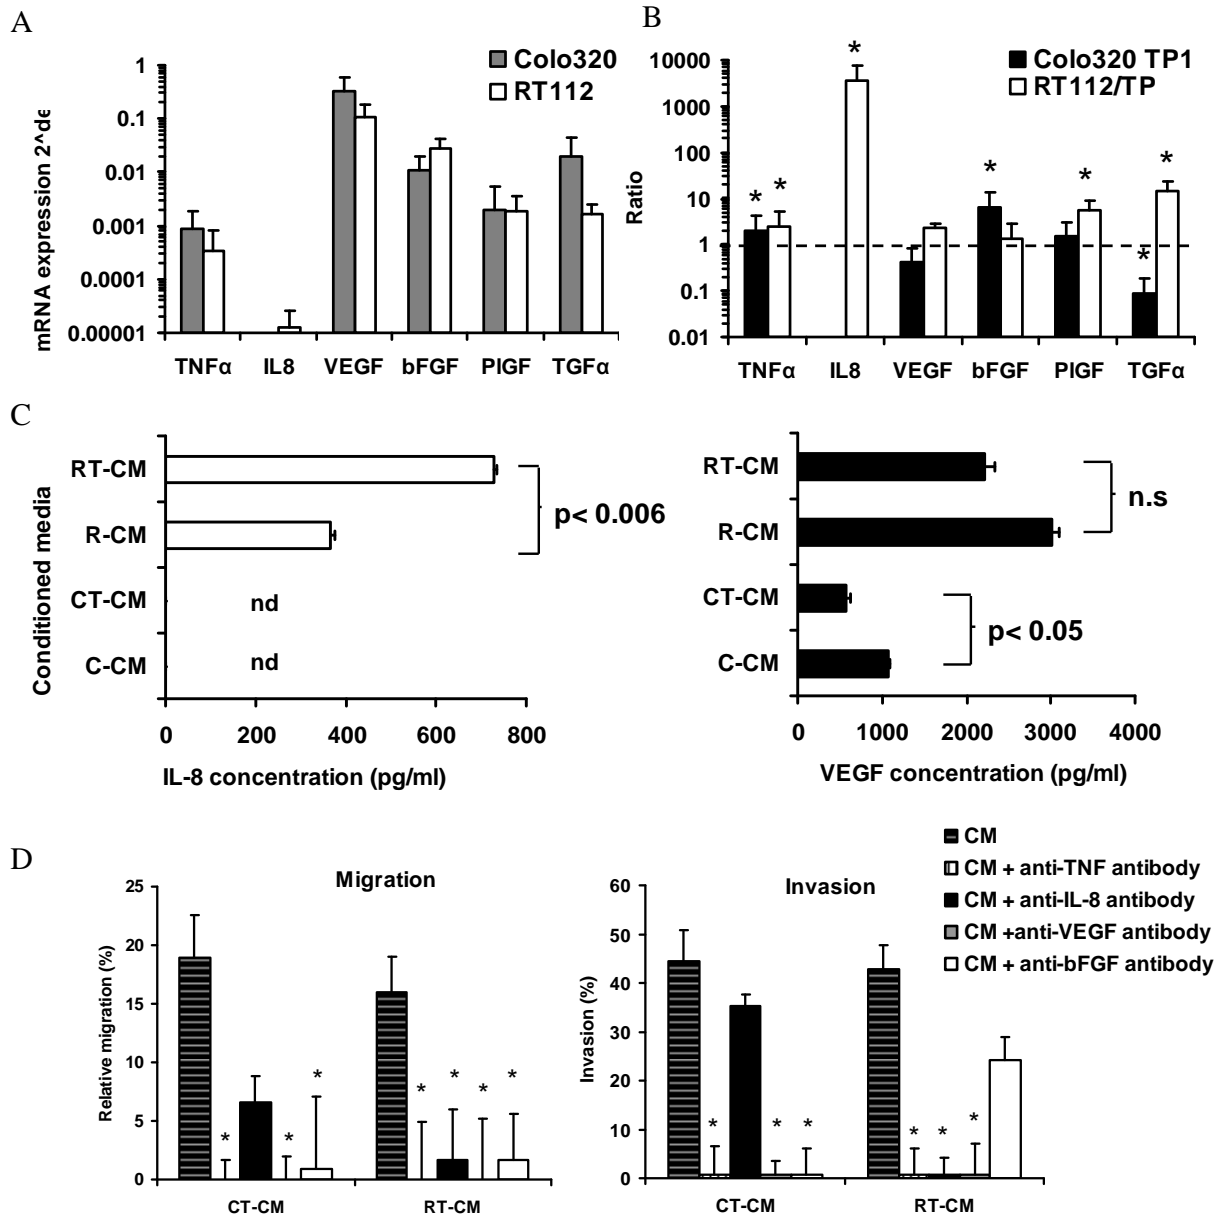 A
Colo320
RT112
mRNA expression 2^de
1
0.1
0.01
0.001
0.0001
0.00001
TNFα IL8 VEGF bFGF PlGF TGFα
B
Colo320 TP1
RT112/TP
Ratio
10000
1000
100
10
1
0.1
0.01
* * * * * * *
TNFα IL8 VEGF bFGF PlGF TGFα
C
Conditioned media
RT-CM
R-CM
CT-CM
C-CM
nd
nd
p< 0.006
0 200 400 600 800
IL-8 concentration (pg/ml)
RT-CM
R-CM
CT-CM
C-CM
n.s
p< 0.05
0 1000 2000 3000 4000
VEGF concentration (pg/ml)
D
Migration
Relative migration (%)
25
20
15
10
5
0
* * * * * * *
CT-CM RT-CM
Invasion
Invasion (%)
60
50
40
30
20
10
0
* * * * * *
CT-CM RT-CM
CM
CM + anti-TNF antibody
CM + anti-IL-8 antibody
CM +anti-VEGF antibody
CM + anti-bFGF antibody